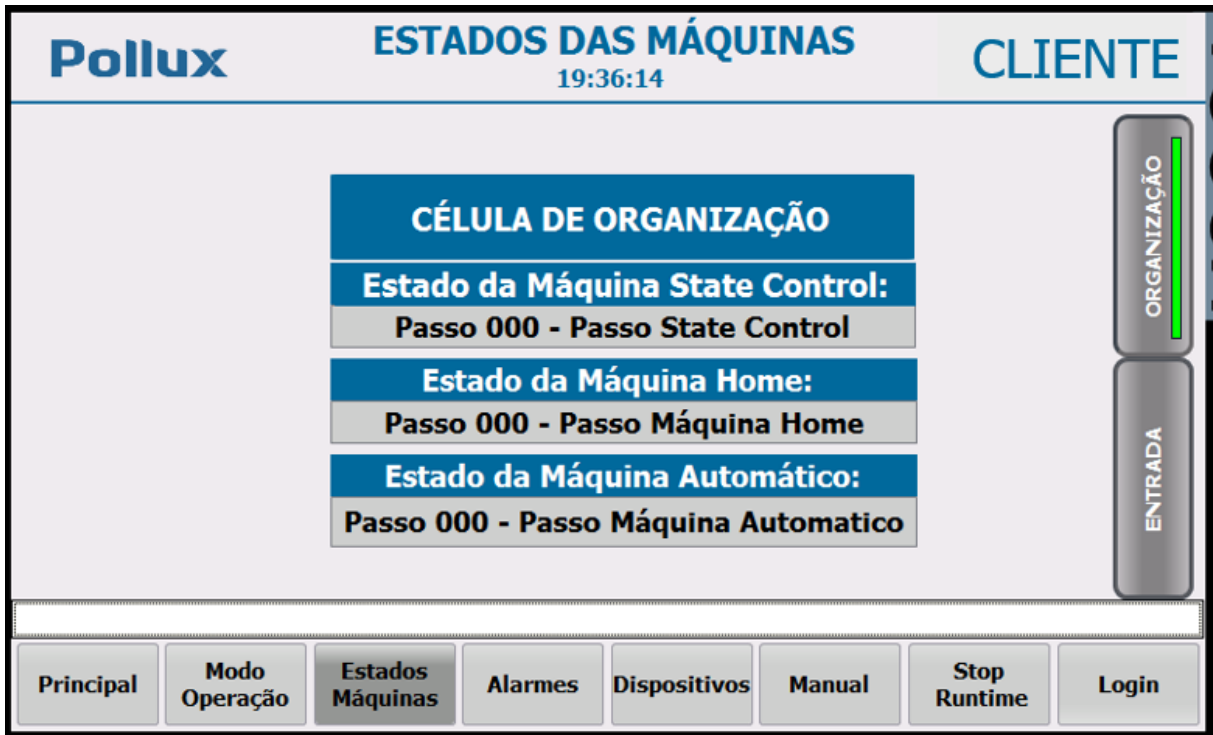 Pollux
ESTADOS DAS MÁQUINAS
19:36:14
CLIENTE
CÉLULA DE ORGANIZAÇÃO
Estado da Máquina State Control:
Passo 000 - Passo State Control
Estado da Máquina Home:
Passo 000 - Passo Máquina Home
Estado da Máquina Automático:
Passo 000 - Passo Máquina Automatico
ORGANIZAÇÃO
ENTRADA
Principal
Modo
Operação
Estados
Máquinas
Alarmes
Dispositivos
Manual
Stop
Runtime
Login